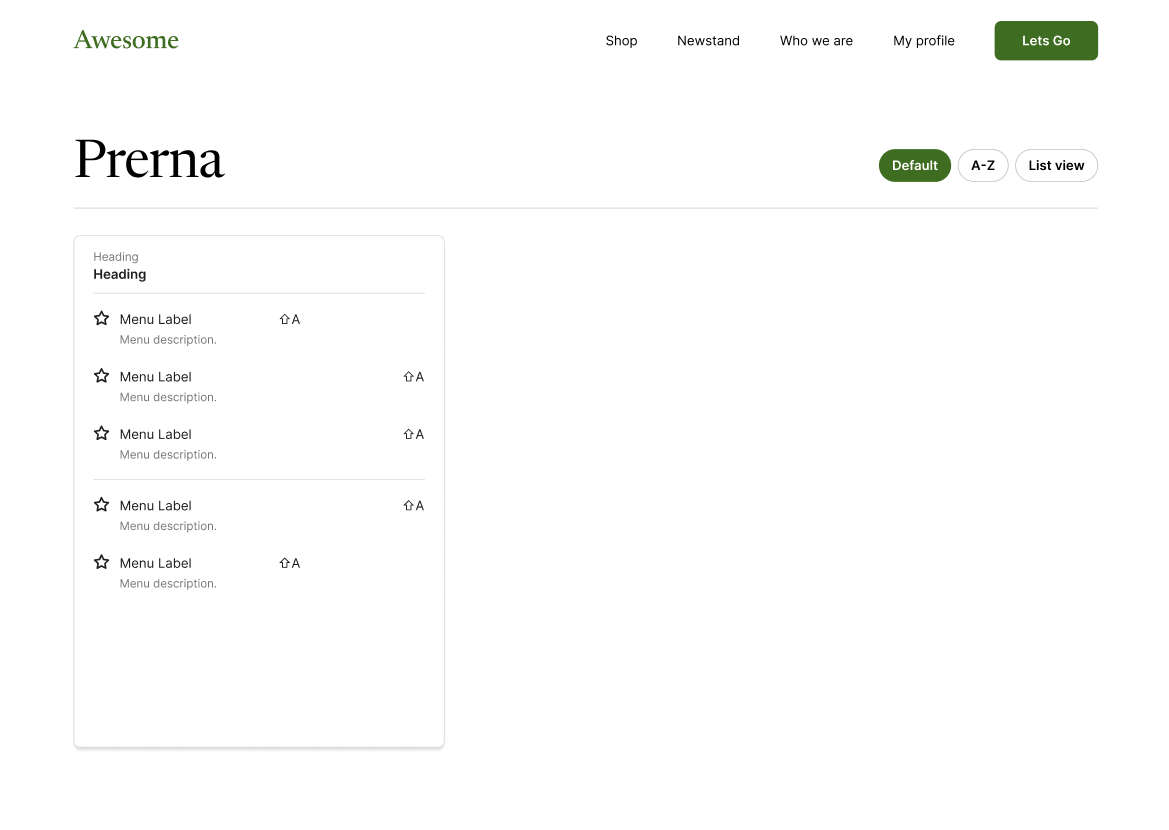 Awesome
Shop Newstand Who we are My profile Lets Go
Prerna
Default A-Z List view
Heading
Heading
Menu Label ⇧A
Menu description.
Menu Label ⇧A
Menu description.
Menu Label ⇧A
Menu description.
Menu Label ⇧A
Menu description.
Menu Label ⇧A
Menu description.